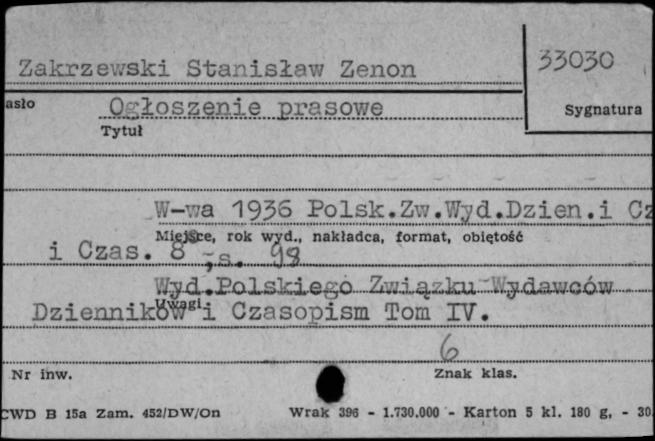 Zakrzewski Stanisław Zenon
33030
asło
Ogłoszenie prasowe
Sygnatura
Tytuł
W-wa 1936 Polsk.Zw.Wyd.Dzien.i Cz
Miejsce, rok wyd., nakładca, format, objętość
i Czas. 8°,s. 98
Wyd.Polskiego Związku Wydawców
Uwagi
Dzienników i Czasopism Tom IV.
6
Nr inw.
Znak klas.
CWD B 15a Zam. 452/DW/On
Wrak 396 - 1.730.000 - Karton 5 kl. 180 g, - 30